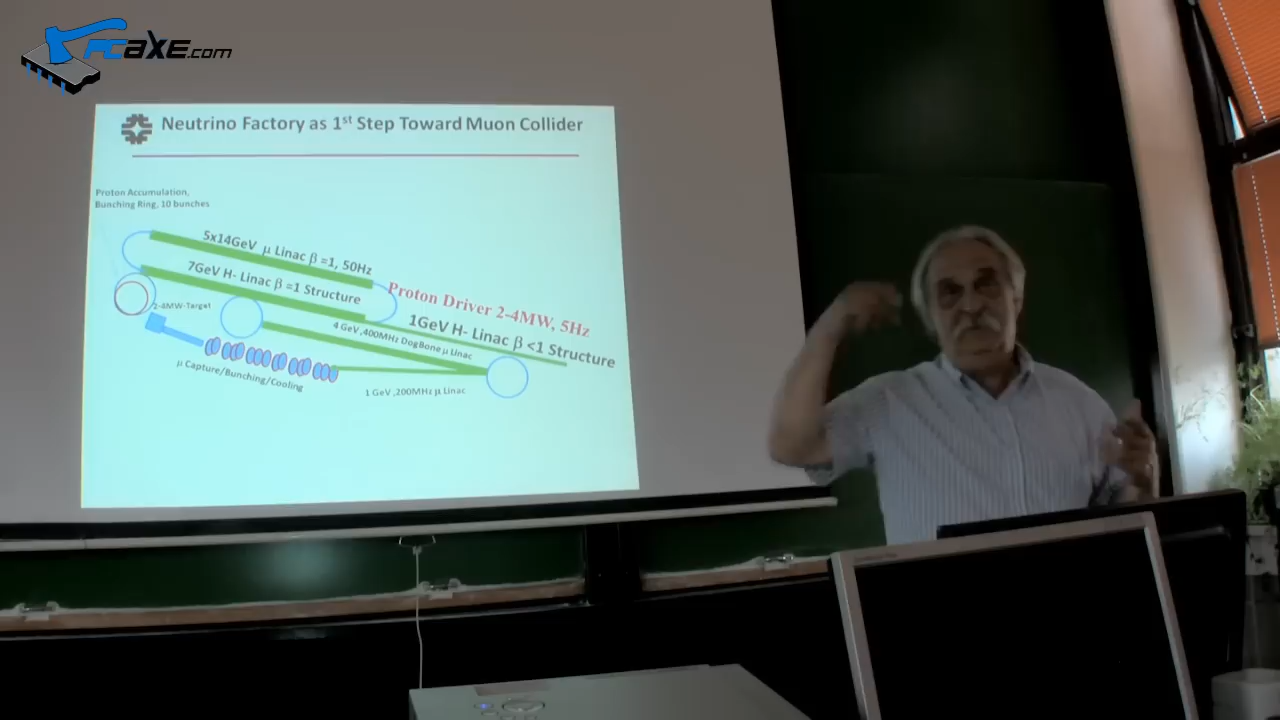 PCAXE.com
Neutrino Factory as 1st Step Toward Muon Collider
Proton Accumulation,
Bunching Ring, 10 bunches
5x14GeV μ Linac β =1, 50Hz
7GeV H- Linac β =1 Structure
Proton Driver 2-4MW, 5Hz
1GeV H- Linac β <1 Structure
2-4MW-Target
4 GeV ,400MHz DogBone μ Linac
μ Capture/Bunching/Cooling
1 GeV ,200MHz μ Linac